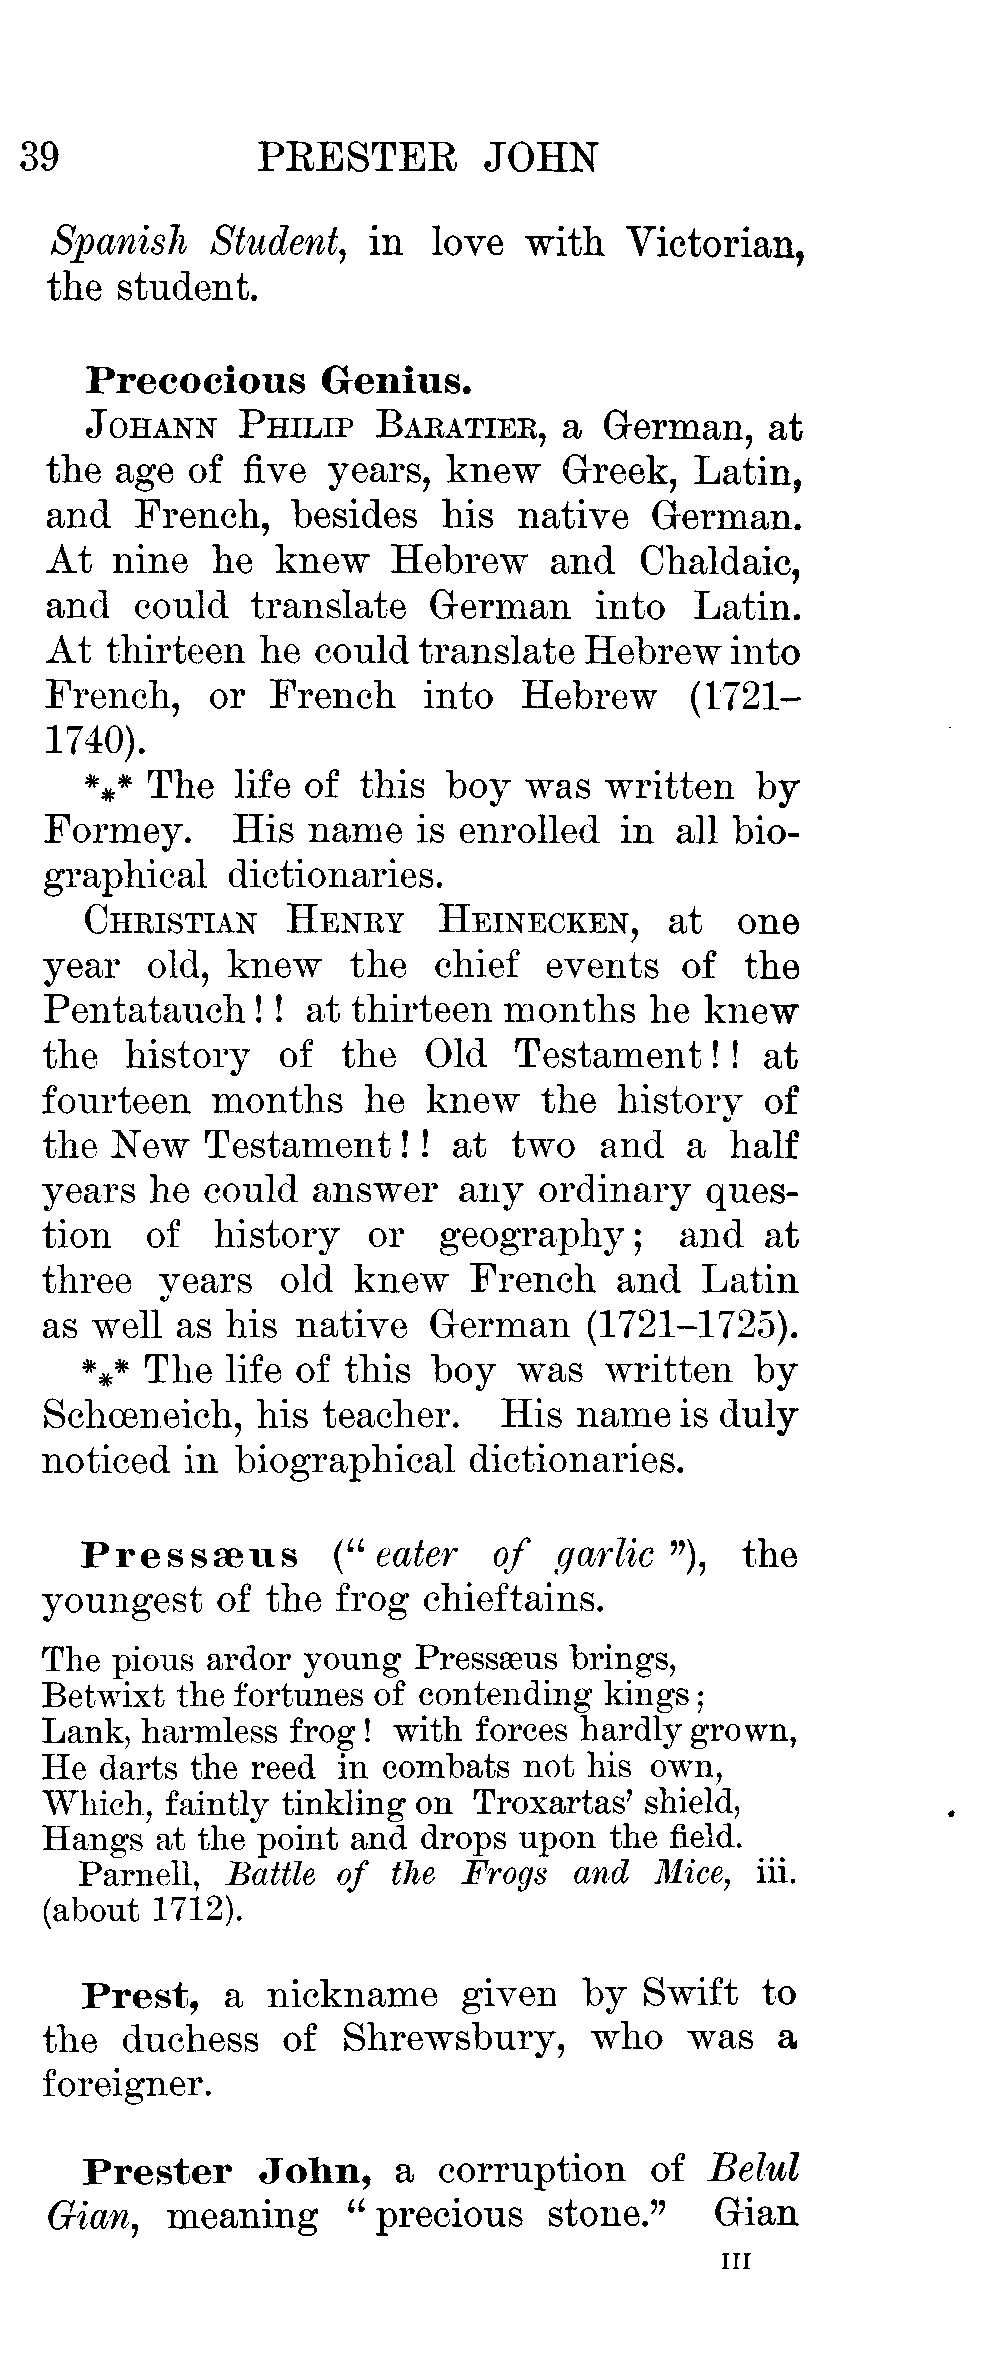 39 PRESTER JOHN
Spanish Student, in love with Victorian,
the student.
Precocious Genius.
JOHANN PHILIP BARATIER, a German, at
the age of five years, knew Greek, Latin,
and French, besides his native German.
At nine he knew Hebrew and Chaldaic,
and could translate German into Latin.
At thirteen he could translate Hebrew into
French, or French into Hebrew (1721–
1740).
*⁎* The life of this boy was written by
Formey. His name is enrolled in all bio-
graphical dictionaries.
CHRISTIAN HENRY HEINECKEN, at one
year old, knew the chief events of the
Pentatauch!! at thirteen months he knew
the history of the Old Testament!! at
fourteen months he knew the history of
the New Testament!! at two and a half
years he could answer any ordinary ques-
tion of history or geography; and at
three years old knew French and Latin
as well as his native German (1721–1725).
*⁎* The life of this boy was written by
Schœneich, his teacher. His name is duly
noticed in biographical dictionaries.
Pressæus (“eater of garlic”), the
youngest of the frog chieftains.
The pious ardor young Pressæus brings,
Betwixt the fortunes of contending kings;
Lank, harmless frog! with forces hardly grown,
He darts the reed in combats not his own,
Which, faintly tinkling on Troxartas’ shield,
Hangs at the point and drops upon the field.
Parnell, Battle of the Frogs and Mice, iii.
(about 1712).
Prest, a nickname given by Swift to
the duchess of Shrewsbury, who was a
foreigner.
Prester John, a corruption of Belul
Gian, meaning “precious stone.” Gian
III